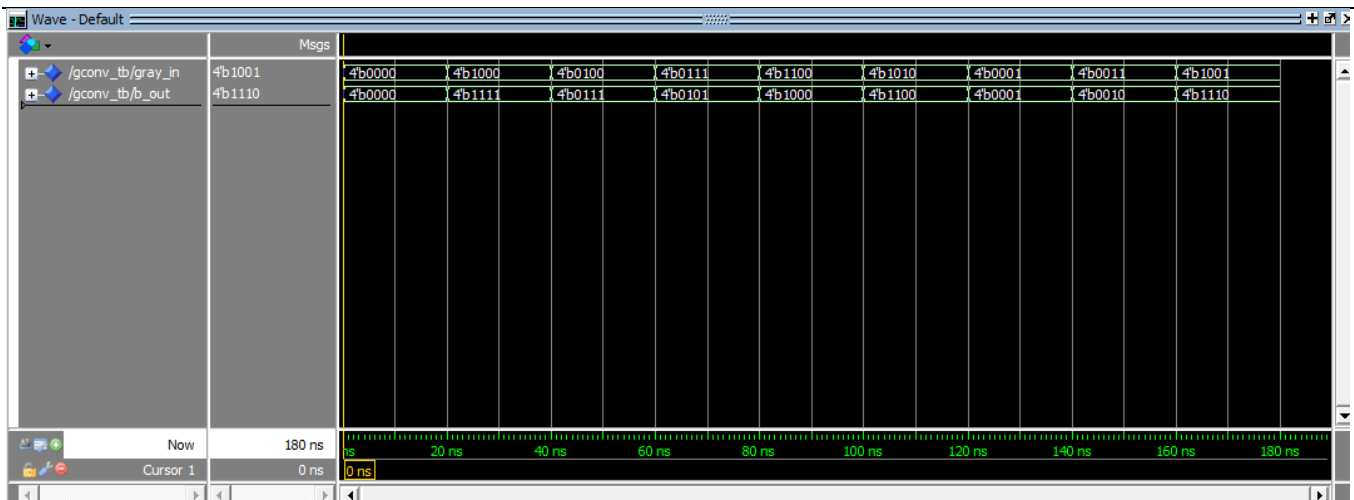 Wave - Default
Msgs
/gconv_tb/gray_in 4'b1001 4'b0000 4'b1000 4'b0100 4'b0111 4'b1100 4'b1010 4'b0001 4'b0011 4'b1001
/gconv_tb/b_out 4'b1110 4'b0000 4'b1111 4'b0111 4'b0101 4'b1000 4'b1100 4'b0001 4'b0010 4'b1110
Now 180 ns ns 20 ns 40 ns 60 ns 80 ns 100 ns 120 ns 140 ns 160 ns 180 ns
Cursor 1 0 ns 0 ns